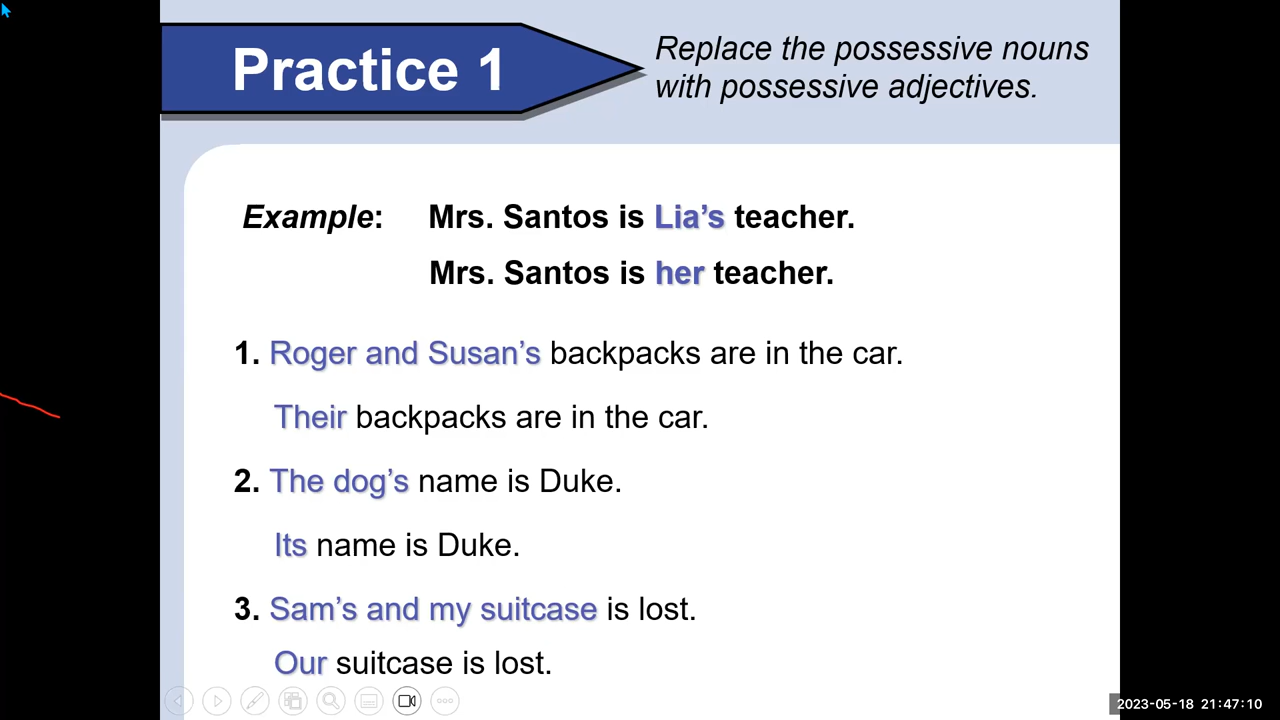 Practice 1
Replace the possessive nouns
with possessive adjectives.
Example: Mrs. Santos is Lia’s teacher.
Mrs. Santos is her teacher.
1. Roger and Susan’s backpacks are in the car.
Their backpacks are in the car.
2. The dog’s name is Duke.
Its name is Duke.
3. Sam’s and my suitcase is lost.
Our suitcase is lost.
2023-05-18 21:47:10